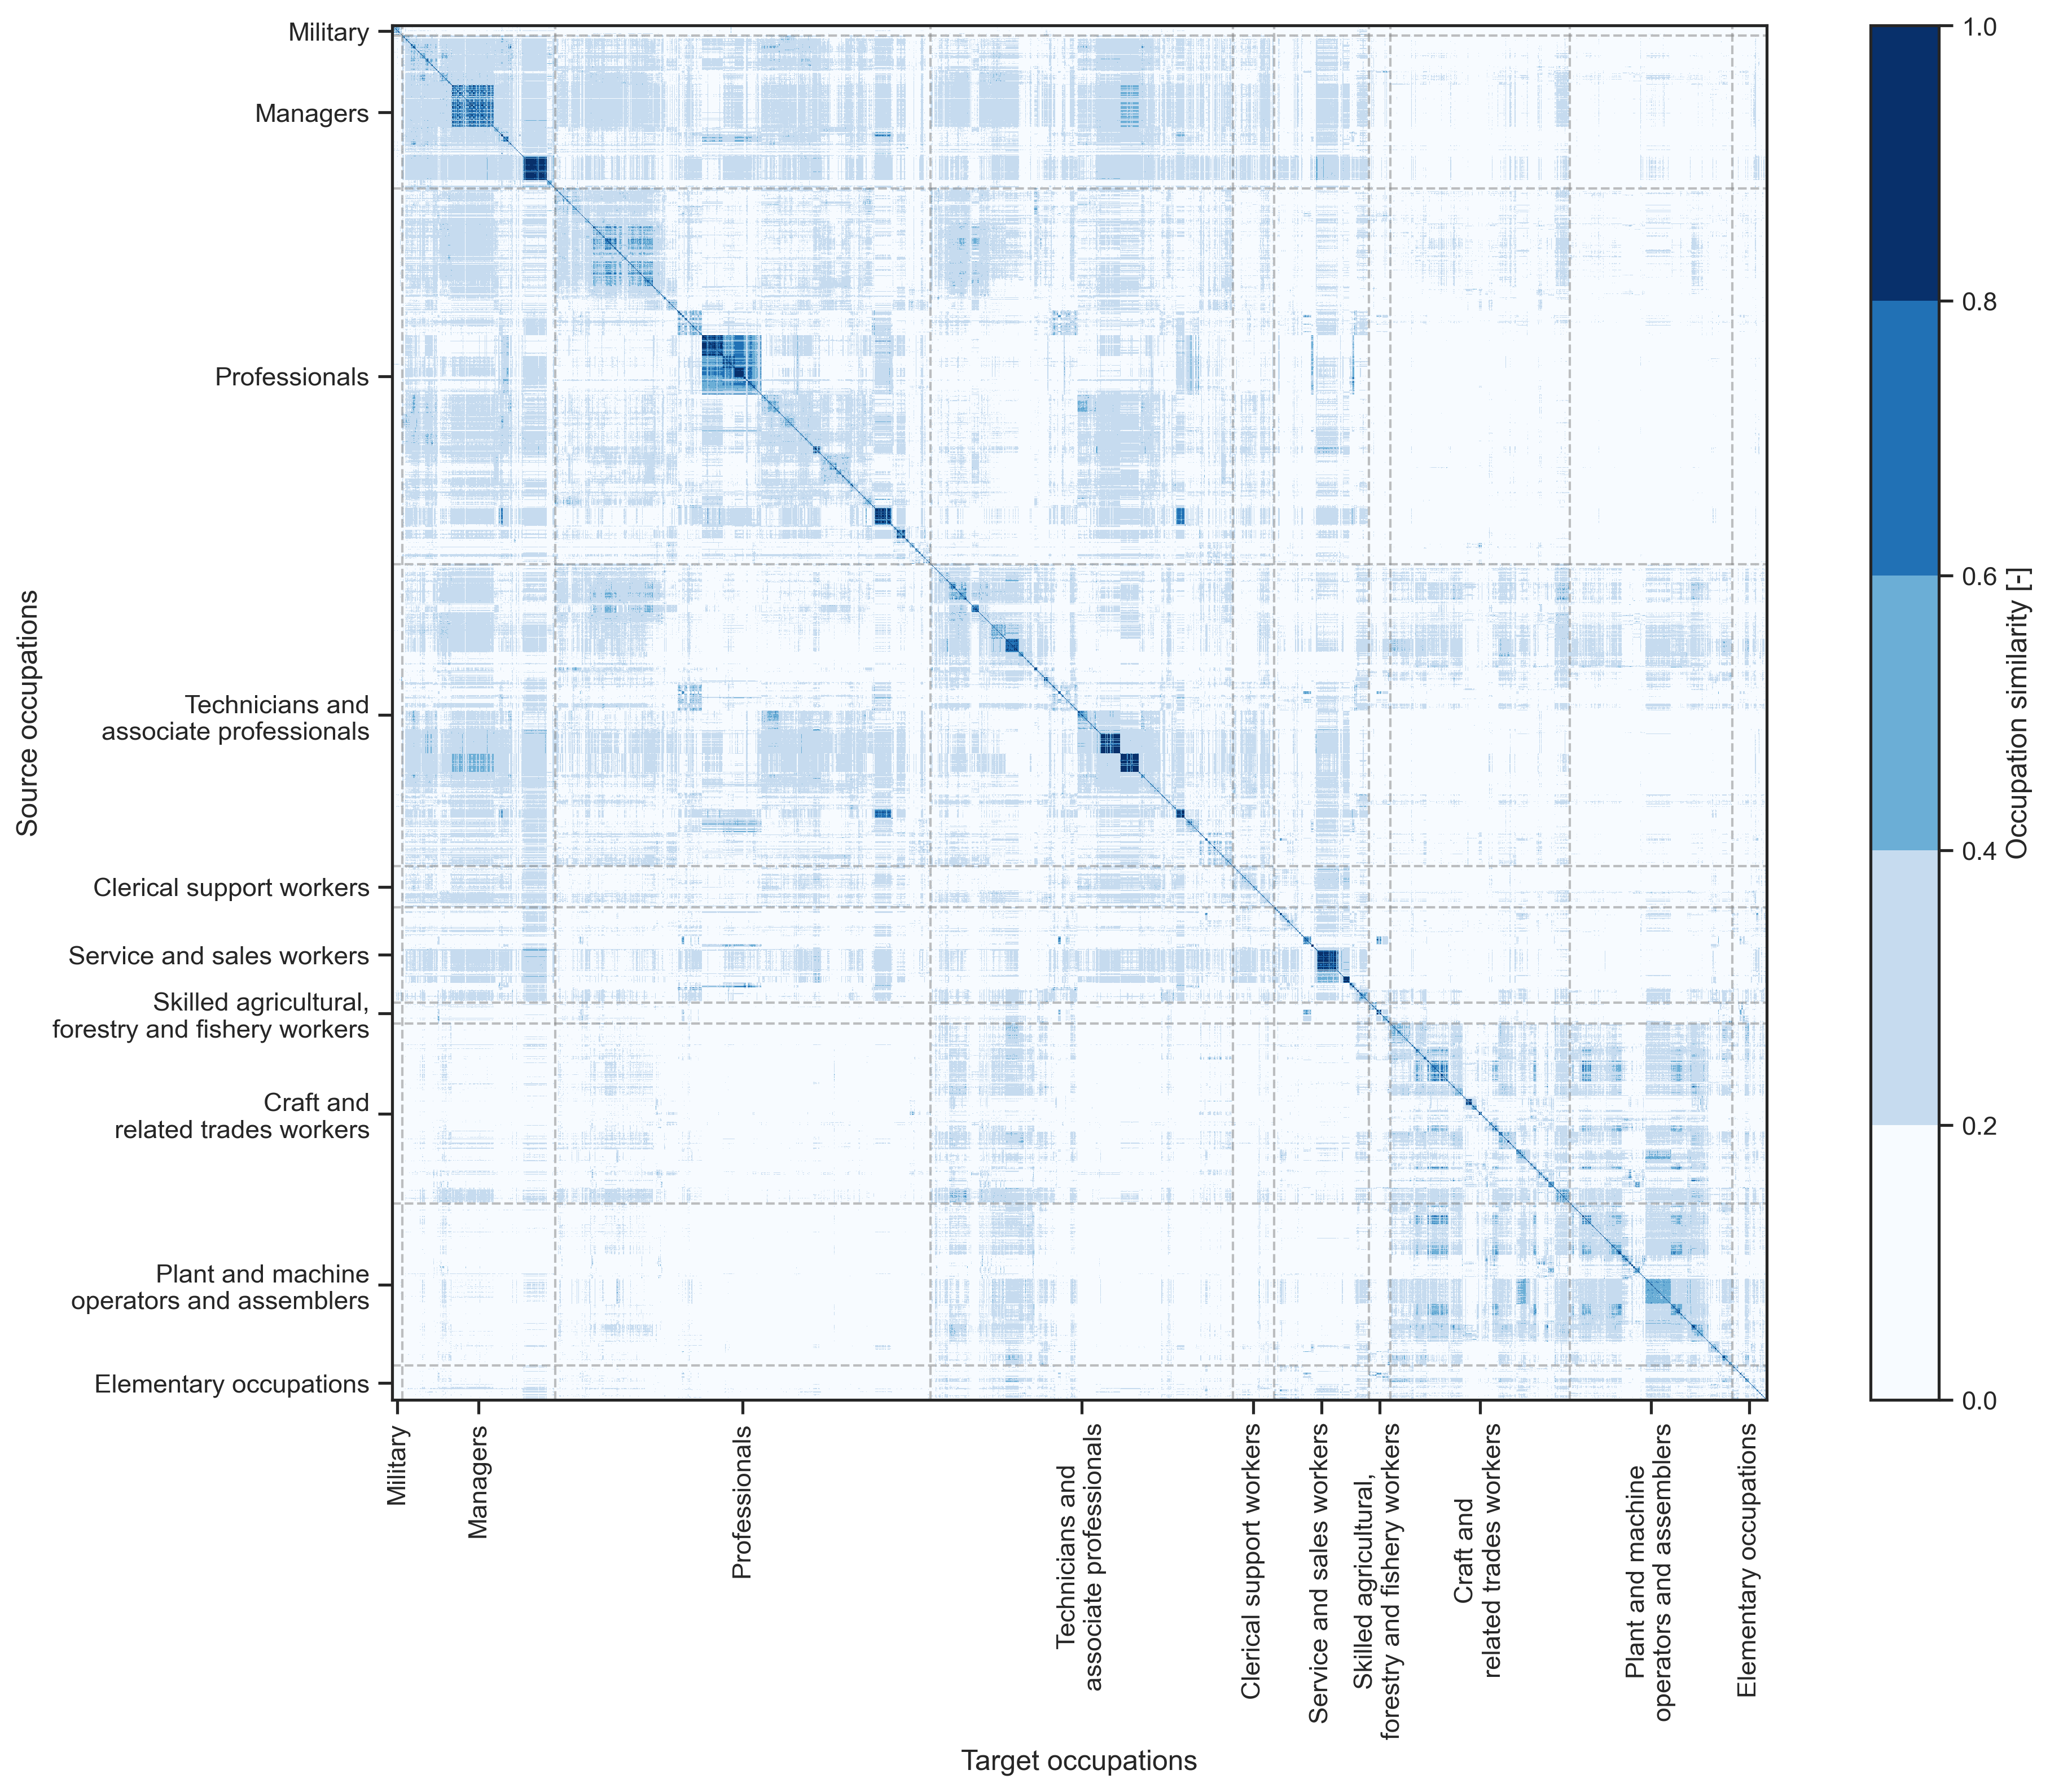 Military
Managers
Professionals
Technicians and
associate professionals
Clerical support workers
Service and sales workers
Skilled agricultural,
forestry and fishery workers
Craft and
related trades workers
Plant and machine
operators and assemblers
Elementary occupations
Source occupations
Military
Managers
Professionals
Technicians and
associate professionals
Clerical support workers
Service and sales workers
Skilled agricultural,
forestry and fishery workers
Craft and
related trades workers
Plant and machine
operators and assemblers
Elementary occupations
Target occupations
1.0
0.8
0.6
0.4
0.2
0.0
Occupation similarity [-]